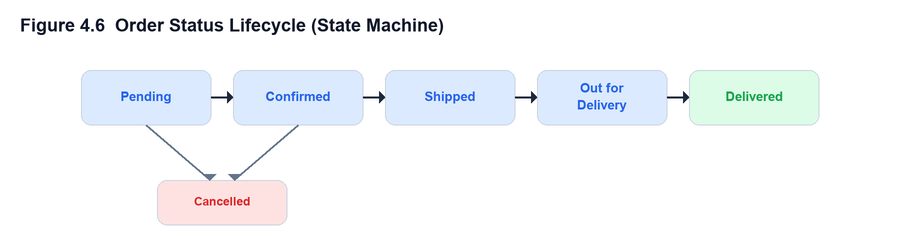 Figure 4.6 Order Status Lifecycle (State Machine)
Pending
Confirmed
Shipped
Out for
Delivery
Delivered
Cancelled